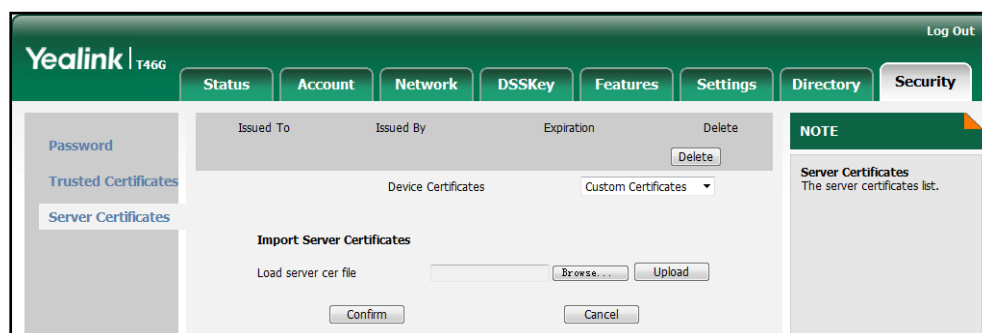 Log Out
Yealink | T46G
Status Account Network DSSKey Features Settings Directory Security
Password
Trusted Certificates
Server Certificates
Issued To Issued By Expiration Delete
Delete
Device Certificates Custom Certificates
Import Server Certificates
Load server cer file Browse... Upload
Confirm Cancel
NOTE
Server Certificates
The server certificates list.